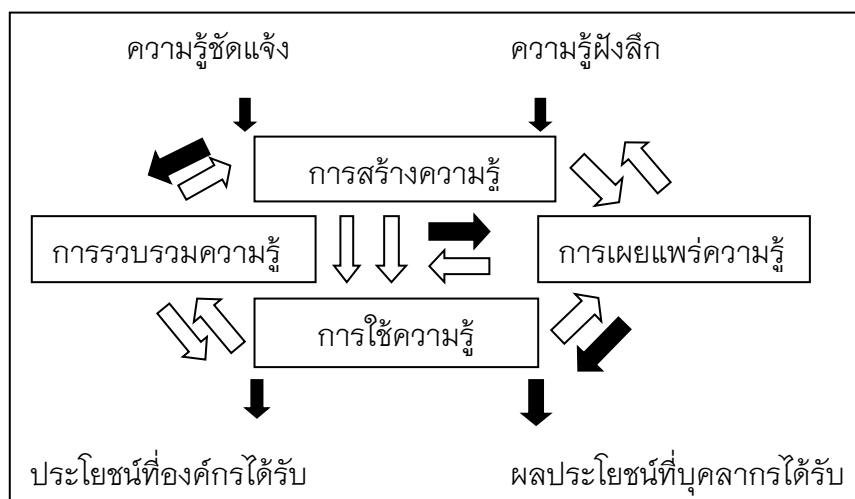 ความรู้ชัดแจ้ง ความรู้ฝังลึก
การสร้างความรู้
การรวบรวมความรู้ การเผยแพร่ความรู้
การใช้ความรู้
ประโยชน์ที่องค์กรได้รับ ผลประโยชน์ที่บุคลากรได้รับ